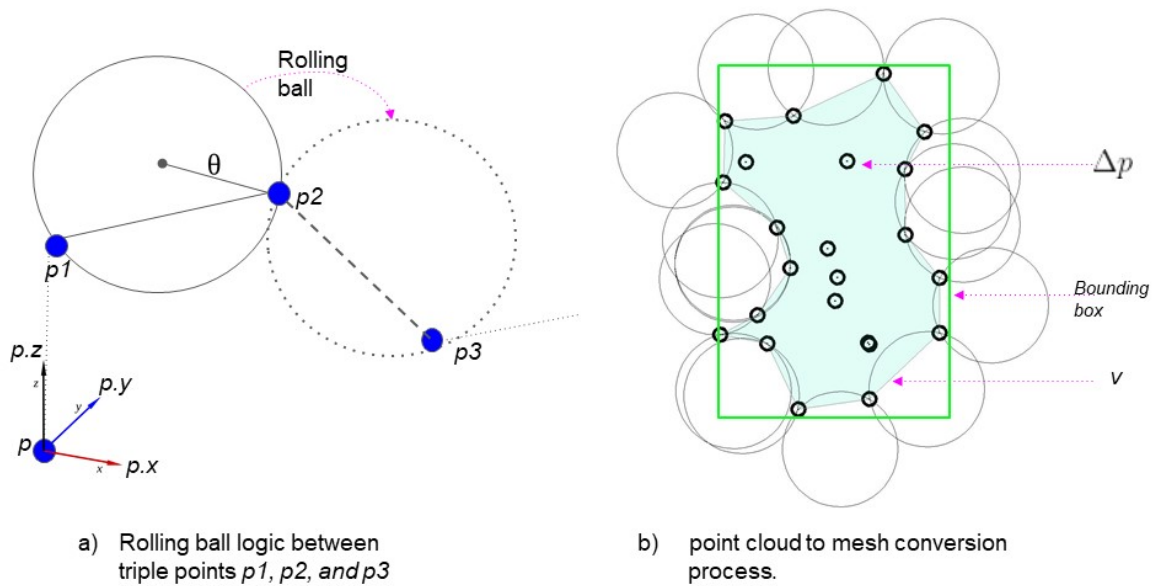 Rolling
ball
θ
p2
p1
p3
p.z
z
p.y
y
p
x
p.x
Δp
Bounding
box
v
a) Rolling ball logic between
triple points p1, p2, and p3
b) point cloud to mesh conversion
process.